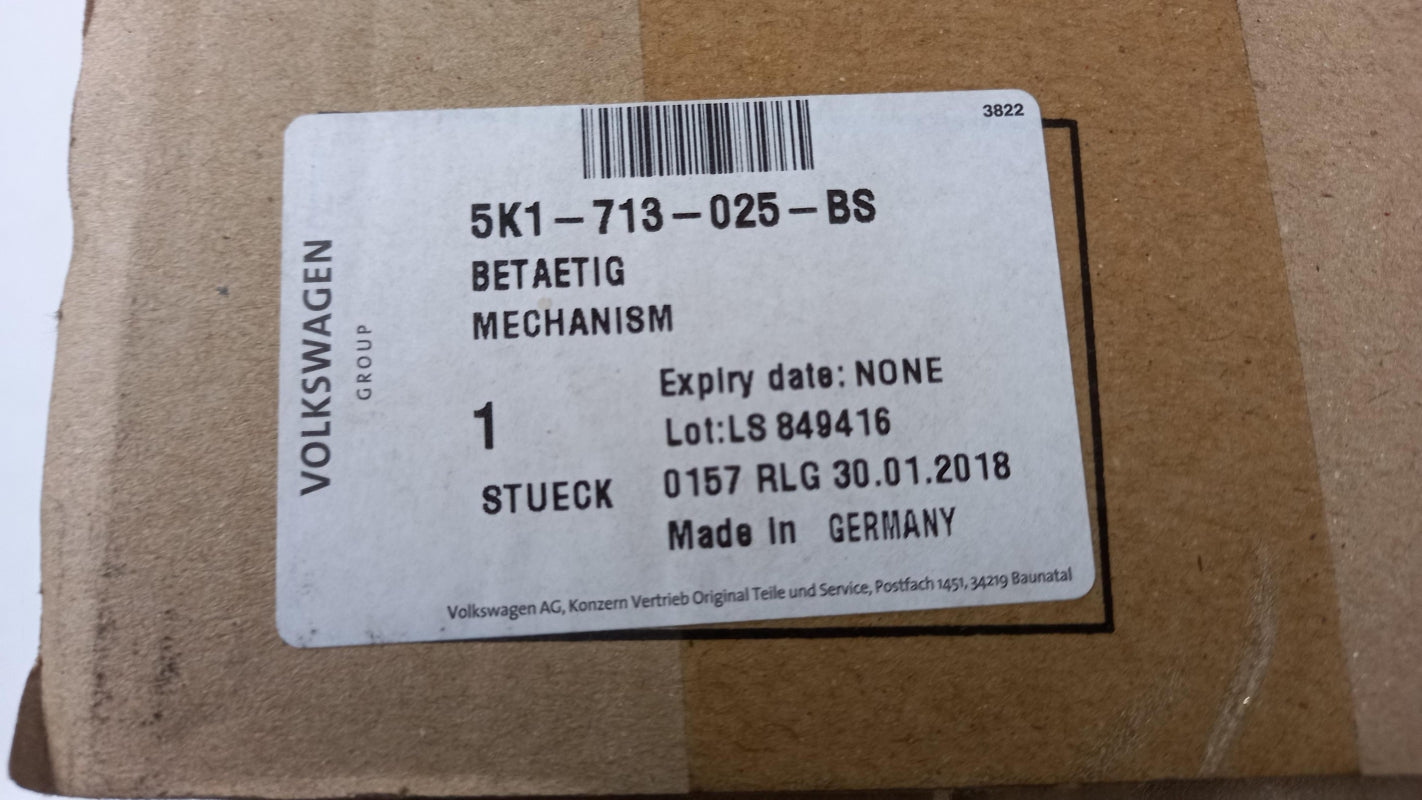 3822
5K1-713-025-BS
BETAETIG
MECHANISM
Expiry date: NONE
1
Lot:LS 849416
STUECK
0157 RLG 30.01.2018
Made In GERMANY
VOLKSWAGEN
GROUP
Volkswagen AG, Konzern Vertrieb Original Teile und Service, Postfach 1451, 34219 Baunatal